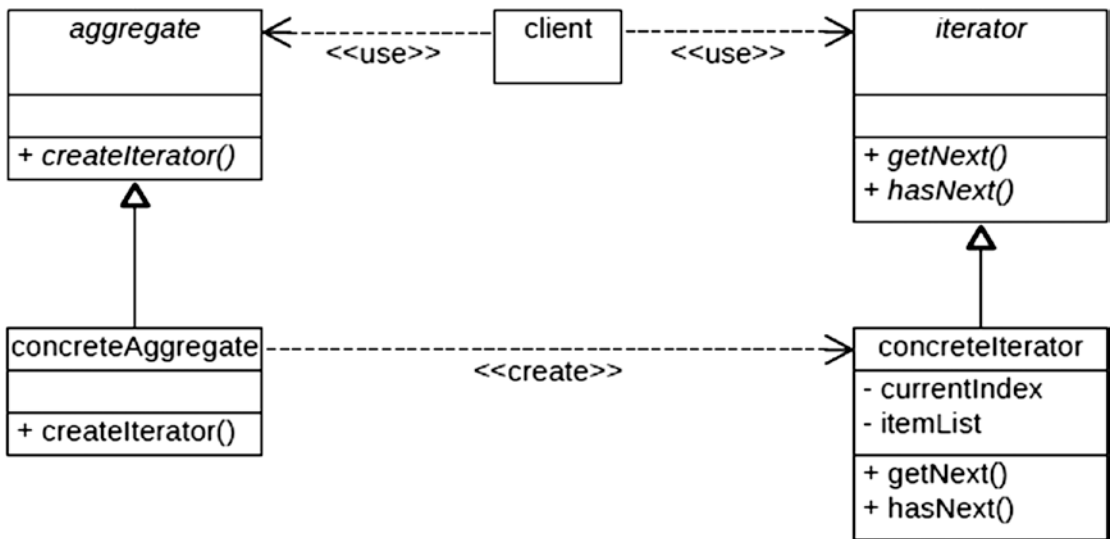 aggregate
+ createIterator()
<<use>>
client
<<use>>
iterator
+ getNext()
+ hasNext()
concreteAggregate
+ createIterator()
<<create>>
concreteIterator
- currentIndex
- itemList
+ getNext()
+ hasNext()